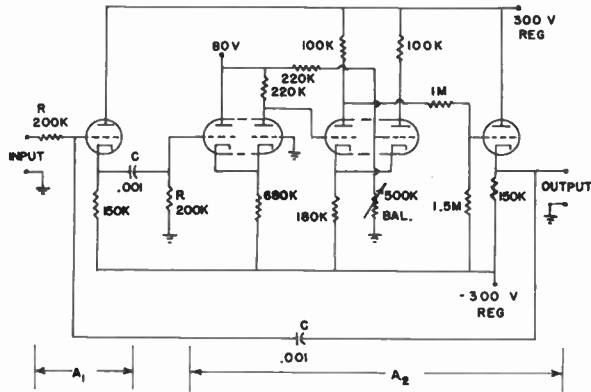 300 V
REG
100K
100K
80V
220K
220K
1M
R
200K
INPUT
C
.001
R
200K
150K
680K
180K
500K
BAL.
1.5M
150K
OUTPUT
-300 V
REG
C
.001
A1
A2